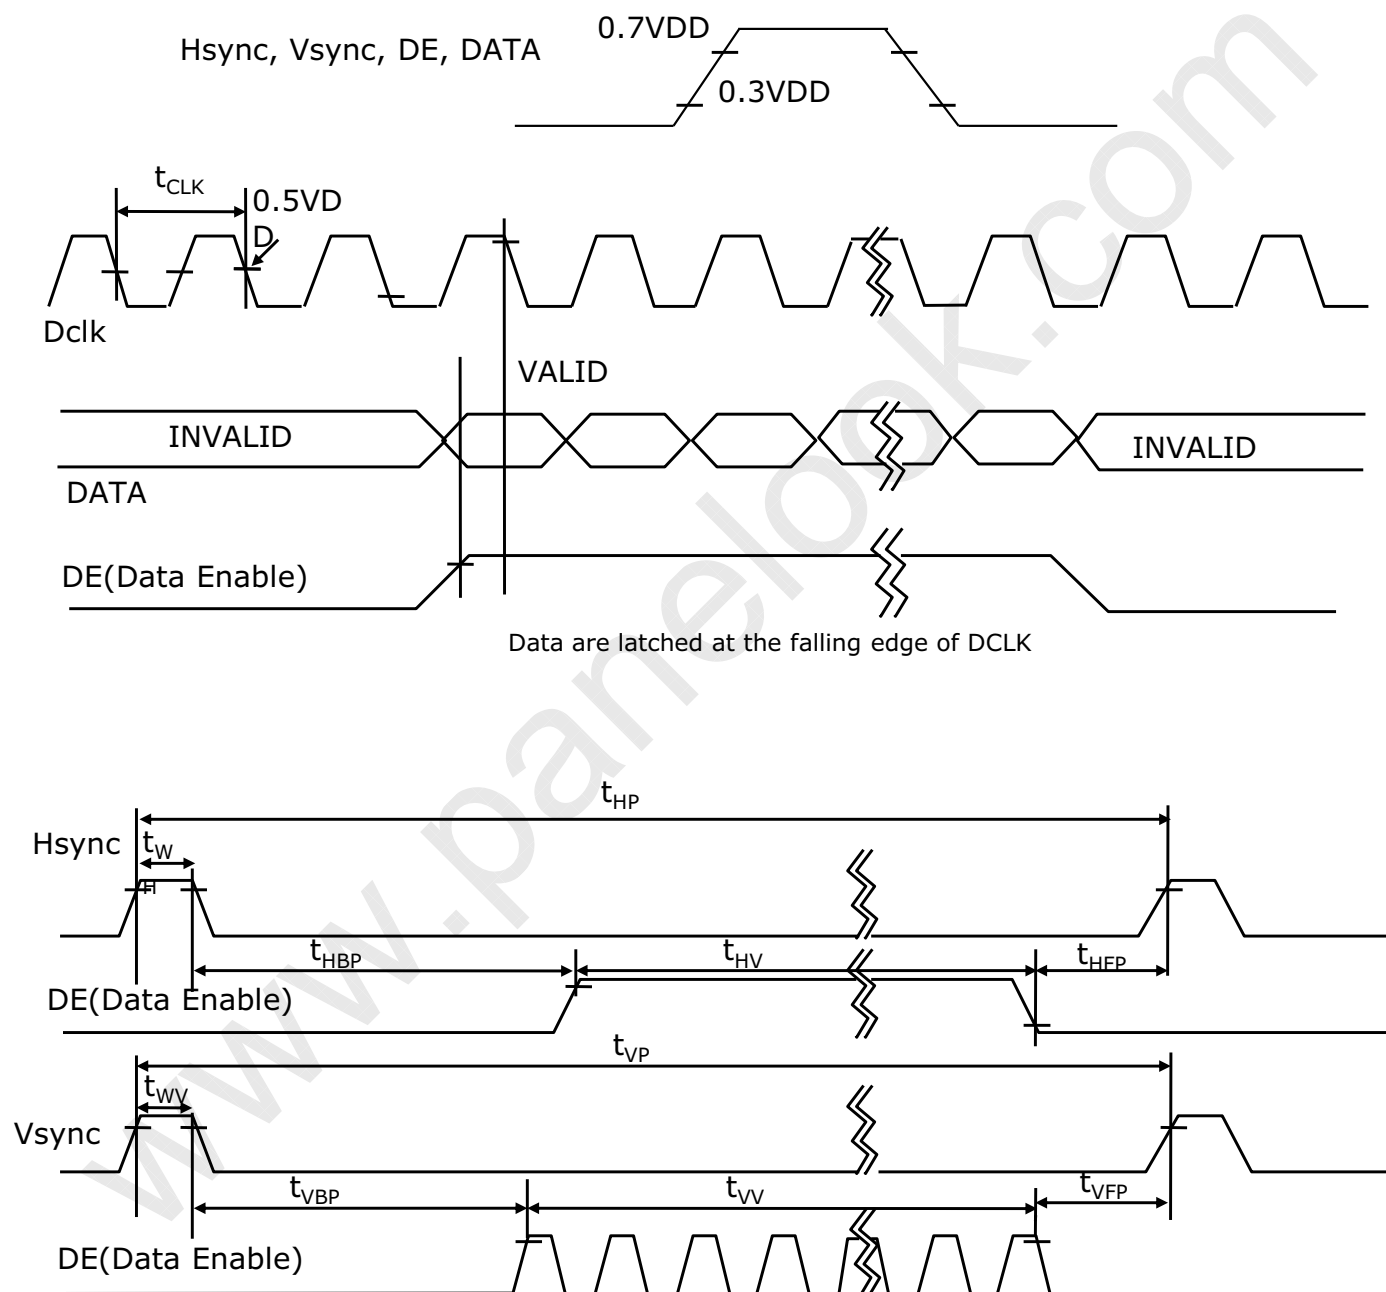 0.7VDD
Hsync, Vsync, DE, DATA
0.3VDD
tCLK
0.5VD
D
Dclk
VALID
INVALID
INVALID
DATA
DE(Data Enable)
Data are latched at the falling edge of DCLK
tHP
Hsync
tW
H
tHBP
tHV
tHFP
DE(Data Enable)
tVP
tWV
Vsync
tVBP
tVV
tVFP
DE(Data Enable)
www.panelook.com